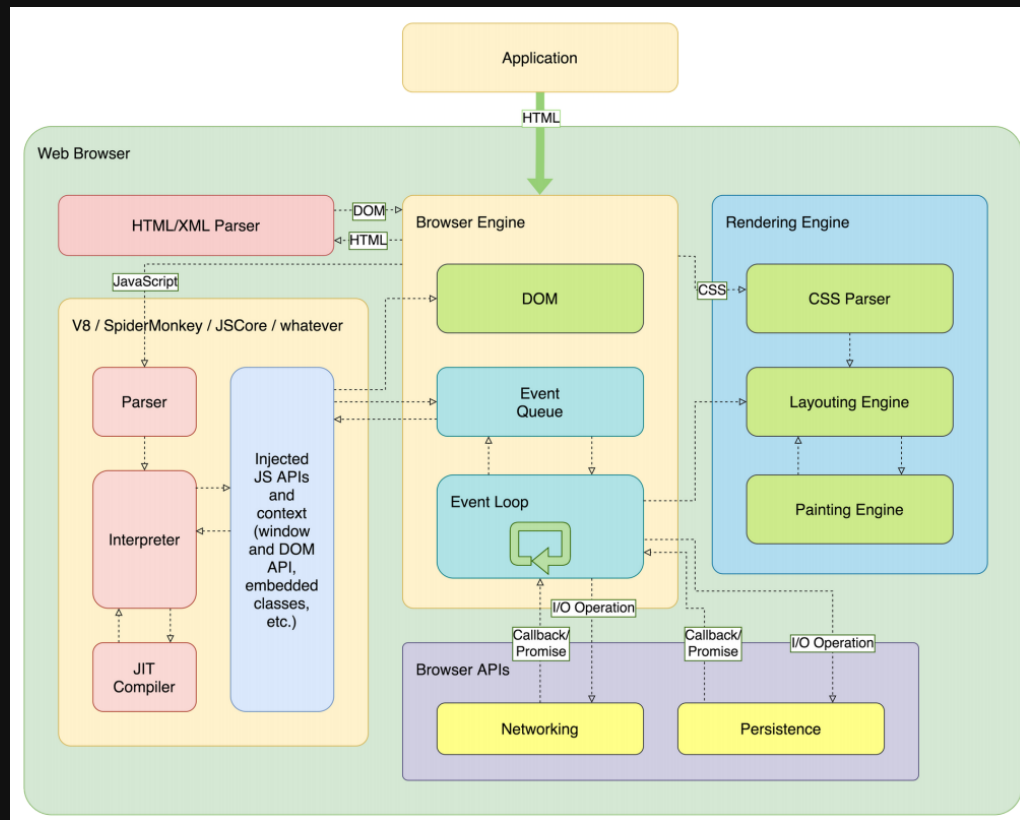 Application
HTML
Web Browser
HTML/XML Parser
DOM
HTML
Browser Engine
Rendering Engine
JavaScript
DOM
CSS
CSS Parser
V8 / SpiderMonkey / JSCore / whatever
Parser
Event
Queue
Layouting Engine
Injected
JS APIs
and
context
(window
and DOM
API,
embedded
classes,
etc.)
Interpreter
Event Loop
Painting Engine
I/O Operation
Callback/
Promise
Callback/
Promise
I/O Operation
JIT
Compiler
Browser APIs
Networking
Persistence